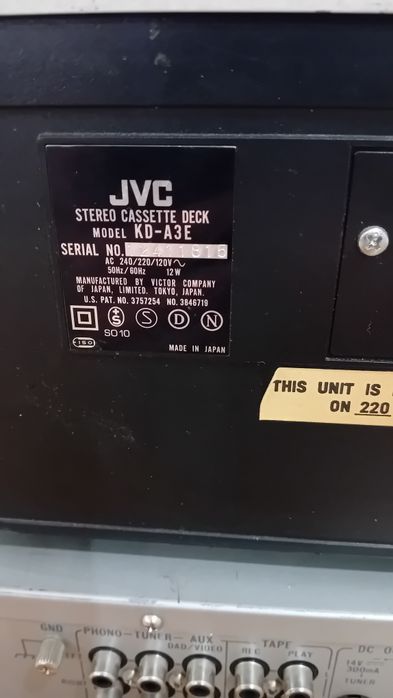 JVC
STEREO CASSETTE DECK
MODEL KD-A3E
SERIAL NO.
AC 240/220/120V~
50Hz/60Hz 12W
MANUFACTURED BY VICTOR COMPANY
OF JAPAN, LIMITED. TOKYO, JAPAN.
U.S. PAT. NO. 3757254 NO. 3846719
S S D N
SO 10
MADE IN JAPAN
THIS UNIT IS
ON 220
GND PHONO TUNER AUX TAPE DC
DAD/VIDEO REC PLAY
14V
300mA
TUNER